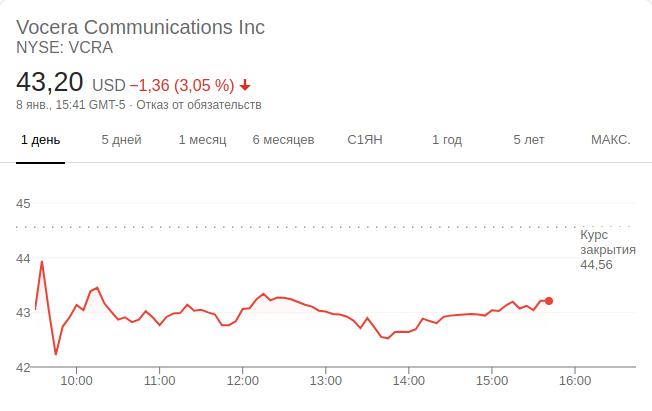 Vocera Communications Inc
NYSE: VCRA
43,20 USD −1,36 (3,05 %)
8 янв., 15:41 GMT-5 · Отказ от обязательств
1 день 5 дней 1 месяц 6 месяцев С1ЯН 1 год 5 лет МАКС.
45
Курс
закрытия
44,56
44
43
42
10:00 11:00 12:00 13:00 14:00 15:00 16:00